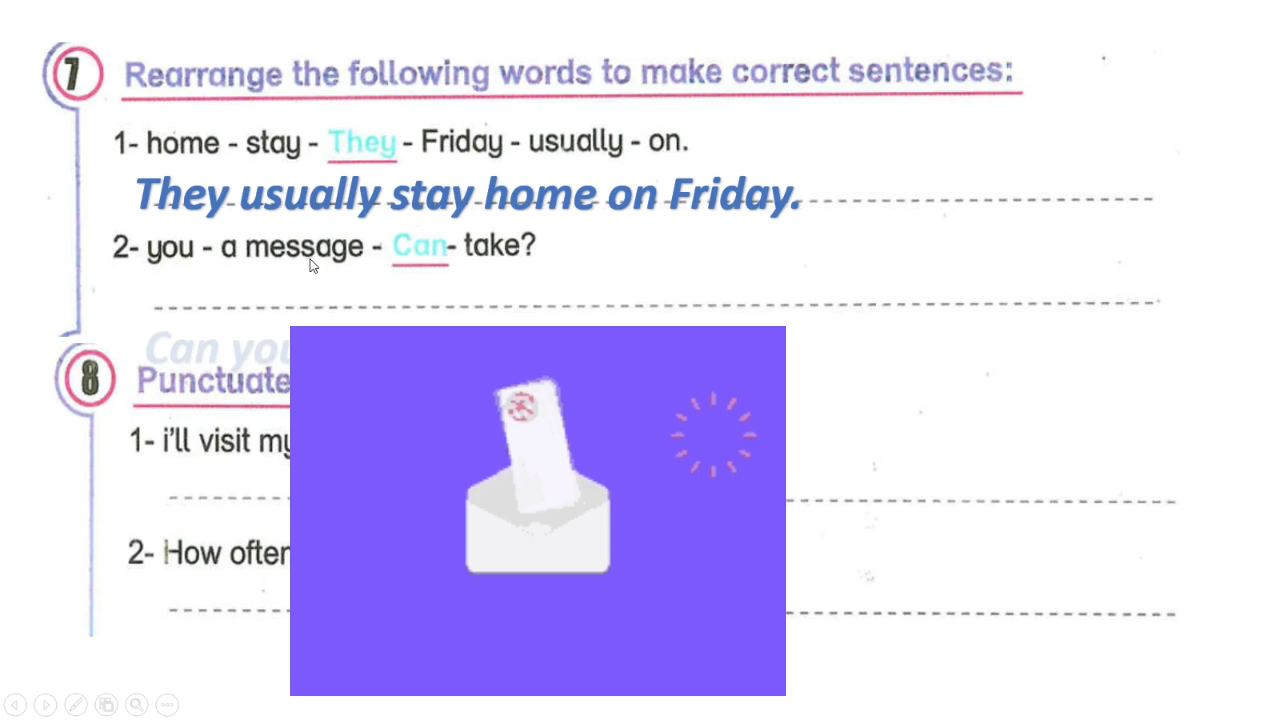 7 Rearrange the following words to make correct sentences:
1- home - stay - They - Friday - usually - on.
They usually stay home on Friday.
2- you - a message - Can- take?
Can you
8 Punctuate
1- i'll visit my
2- How often